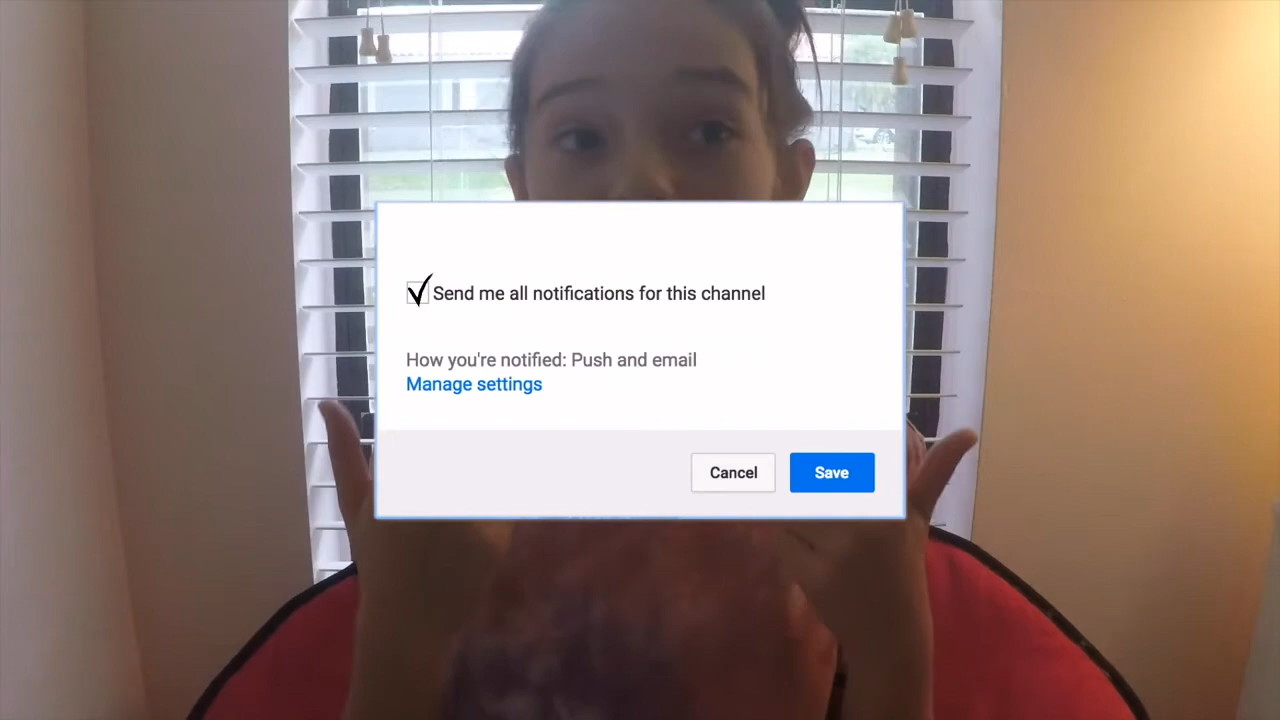 Send me all notifications for this channel
How you're notified: Push and email
Manage settings
Cancel
Save